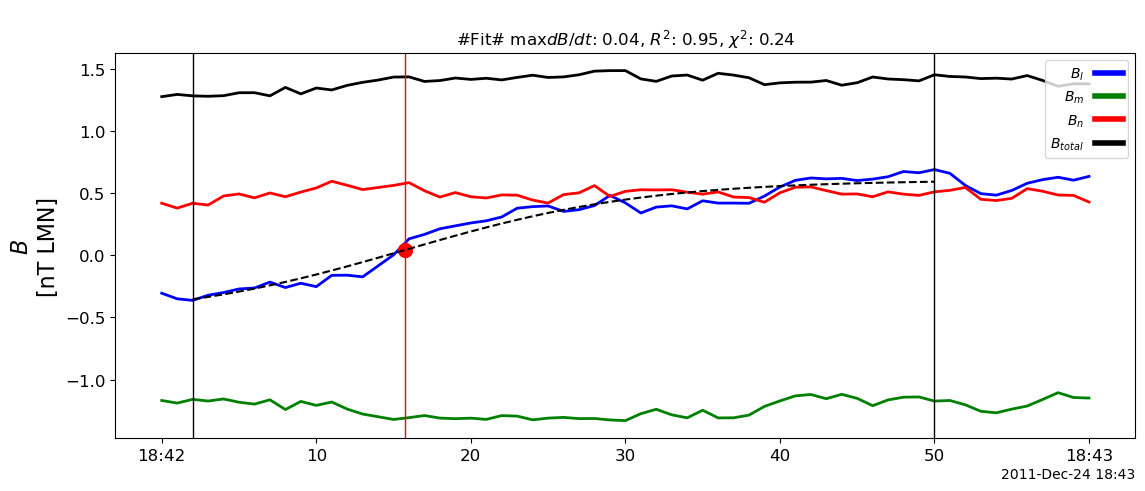 #Fit# maxdB/dt: 0.04, R²: 0.95, χ²: 0.24
B
[nT LMN]
1.5
1.0
0.5
0.0
−0.5
−1.0
B_l
B_m
B_n
B_total
18:42 10 20 30 40 50 18:43
2011-Dec-24 18:43